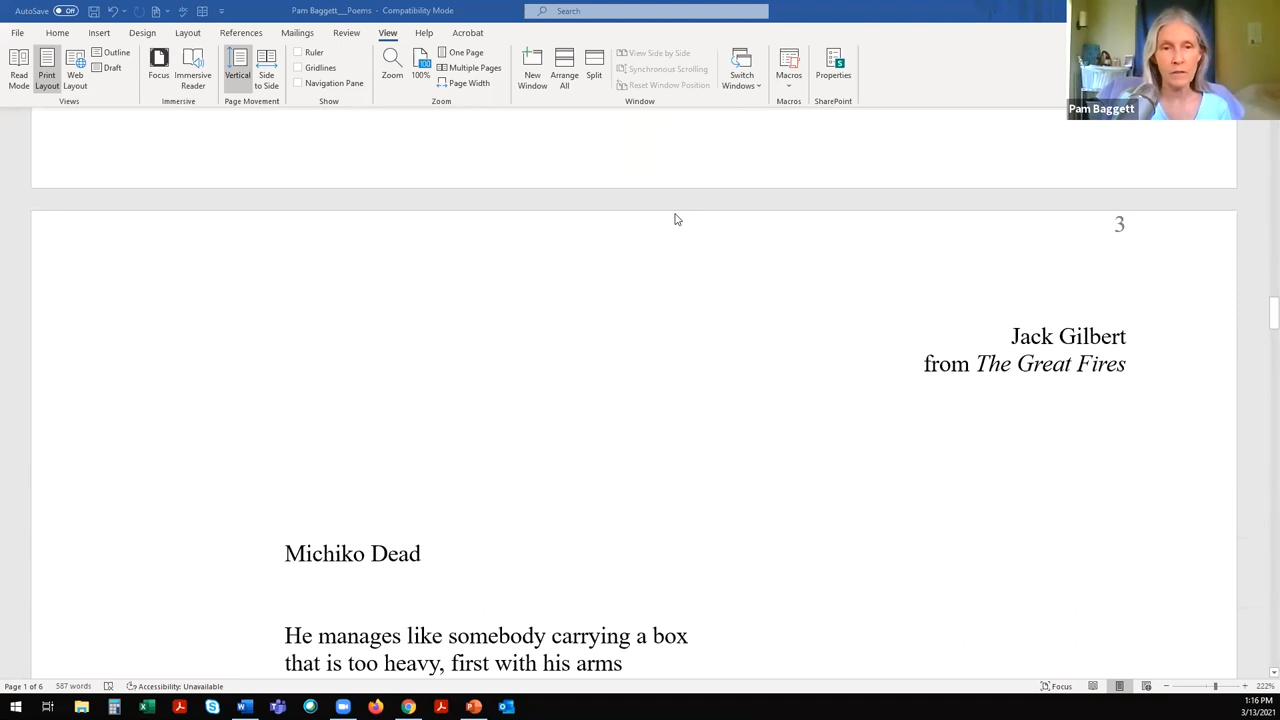 AutoSave Off Pam Baggett__Poems - Compatibility Mode Search
File Home Insert Design Layout References Mailings Review View Help Acrobat
Read Mode Print Layout Web Layout Outline Draft Views
Focus Immersive Reader Immersive
Vertical Side to Side Page Movement
Ruler Gridlines Navigation Pane Show
Zoom 100 100% One Page Multiple Pages Page Width Zoom
New Window Arrange All Split View Side by Side Synchronous Scrolling Reset Window Position Switch Windows Window
Macros Macros
Properties SharePoint
Pam Baggett
3
Jack Gilbert
from The Great Fires
Michiko Dead
He manages like somebody carrying a box
that is too heavy, first with his arms
Page 1 of 6 587 words Accessibility: Unavailable Focus 222%
1:16 PM
3/13/2021